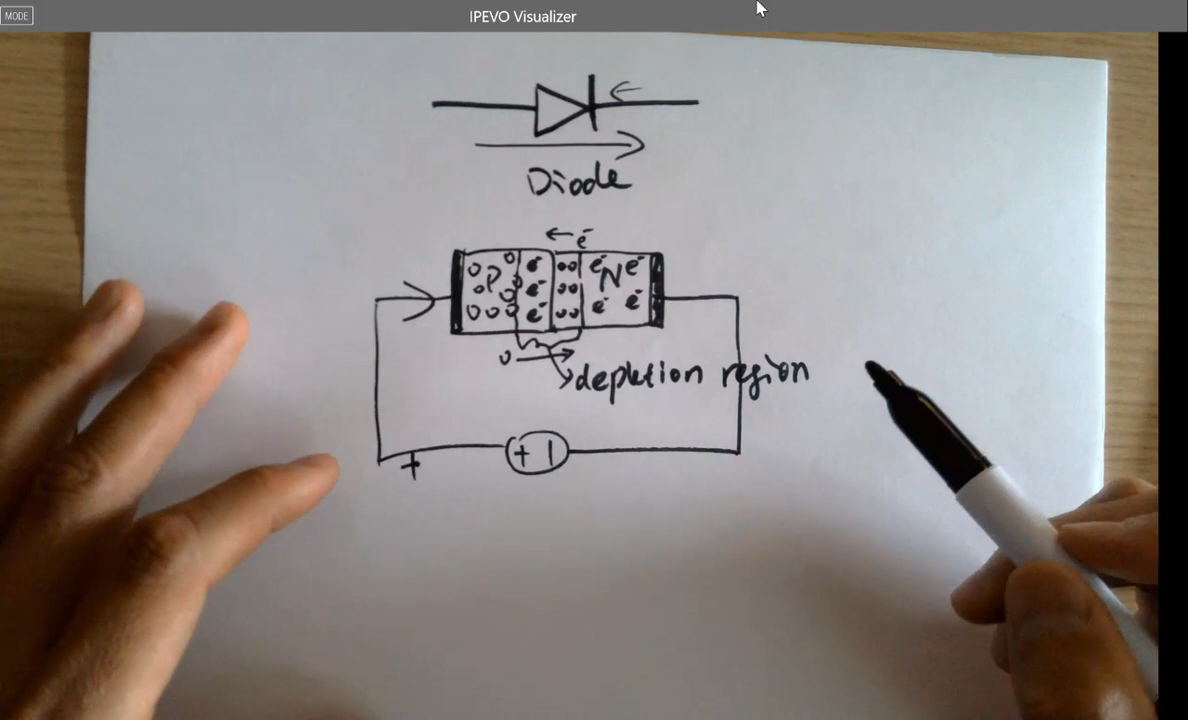 MODE
IPEVO Visualizer
Diode
e⁻
P e⁻ e⁻ N e⁻
e⁻
e⁻ e⁻ e⁻
depletion region
+ |
+